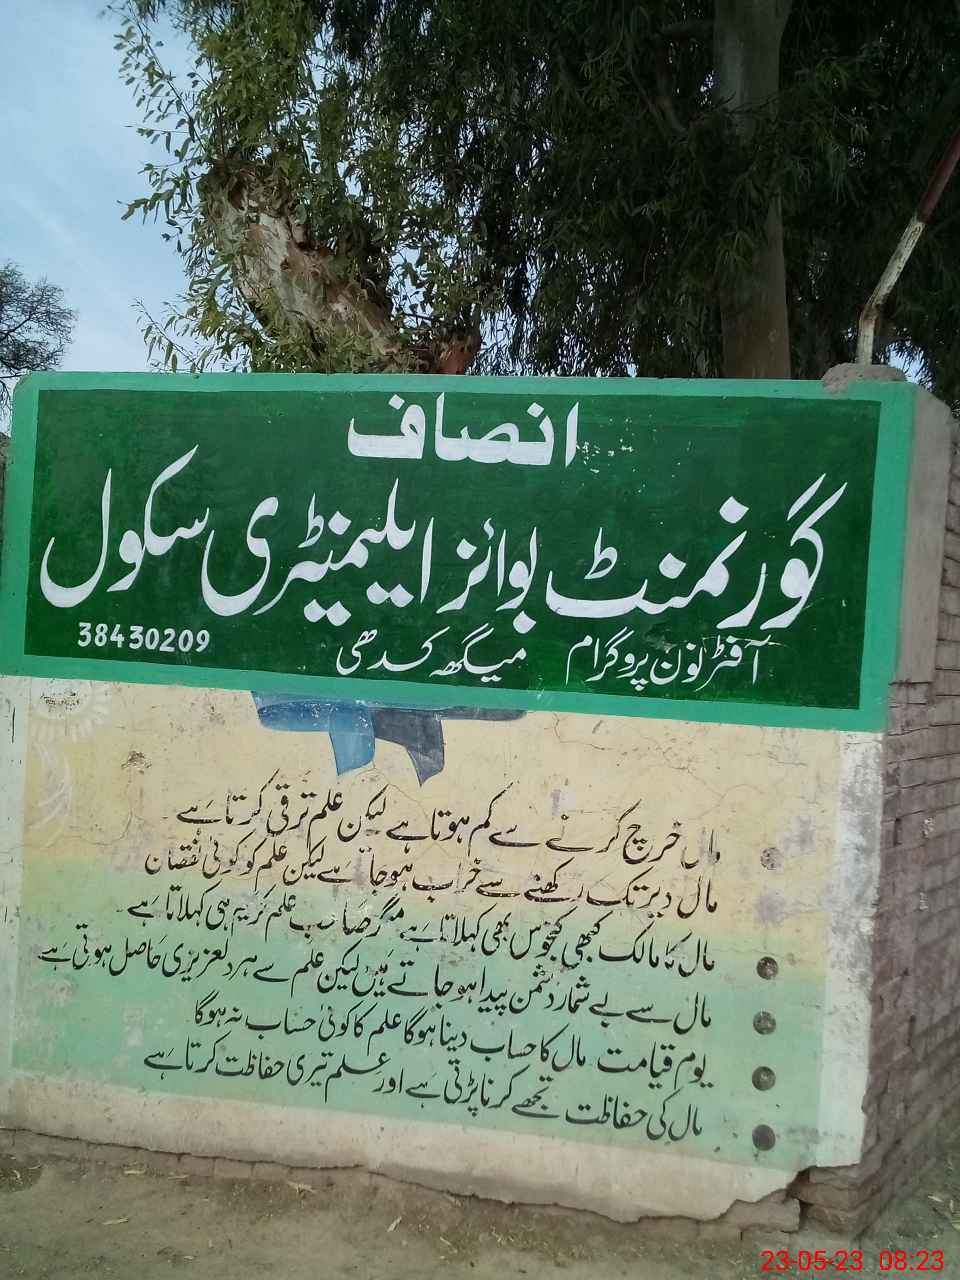 انصاف
گورنمنٹ بوائز ایلیمنیٹری سکول
آفٹرنون پروگرام میگھہ کدھی
38430209
مال خرچ کرنے سے کم ہوتا ہے لیکن علم ترقی کرتا ہے
مال دیر تک رکھنے سے خراب ہو جا ہے لیکن علم کو کوئی نقصان
مال کا مالک کبھی کنجوس بھی کہلاتا ہے مگر صاحب علم کریم ہی کہلاتا ہے
مال سے بے شمار دشمن پیدا ہو جاتے ہیں لیکن علم سے ہر دلعزیزی حاصل ہوتی ہے
یوم قیامت مال کا حساب دینا ہوگا علم کا کوئی حساب نہ ہوگا
مال کی حفاظت تجھے کرنا پڑتی ہے اور علم تیری حفاظت کرتا ہے
23-05-23 08:23